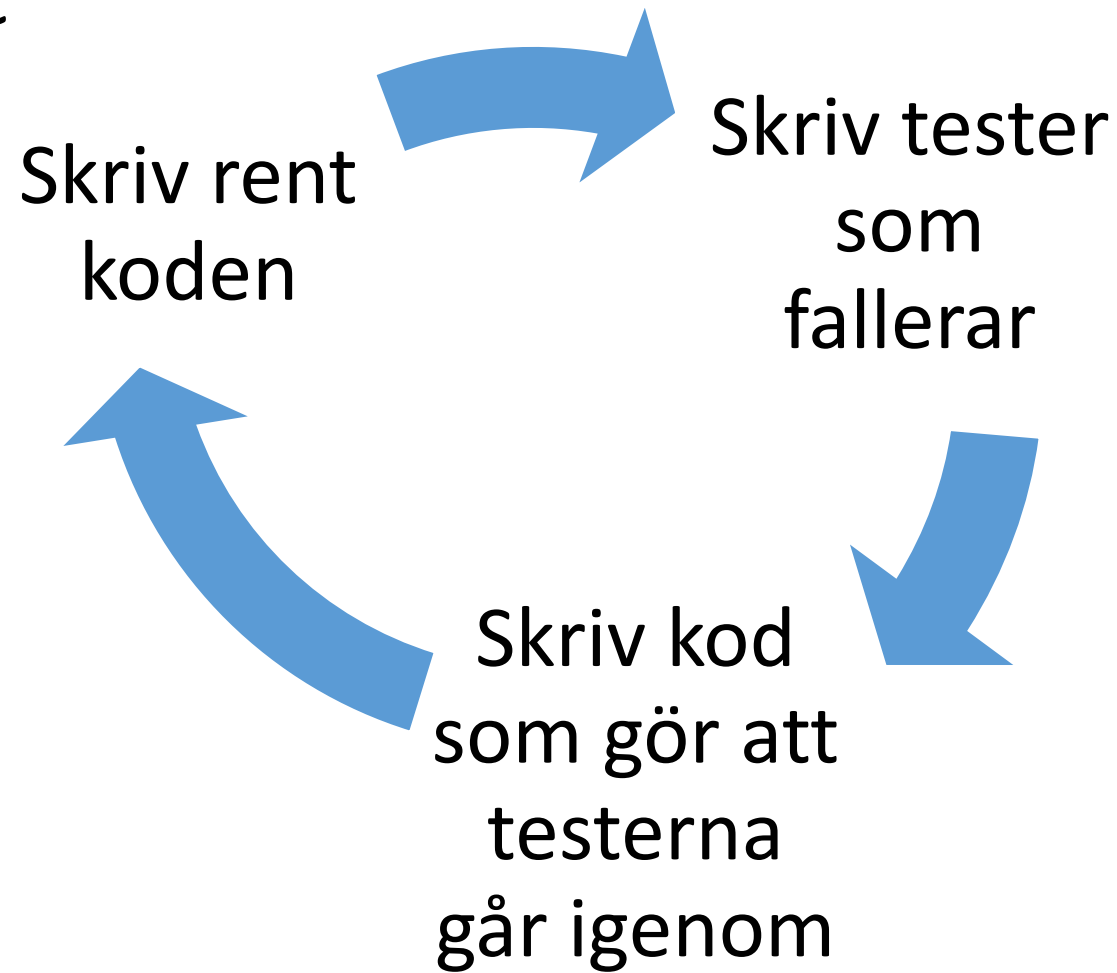 Skriv rent
koden
Skriv tester
som
fallerar
Skriv kod
som gör att
testerna
går igenom